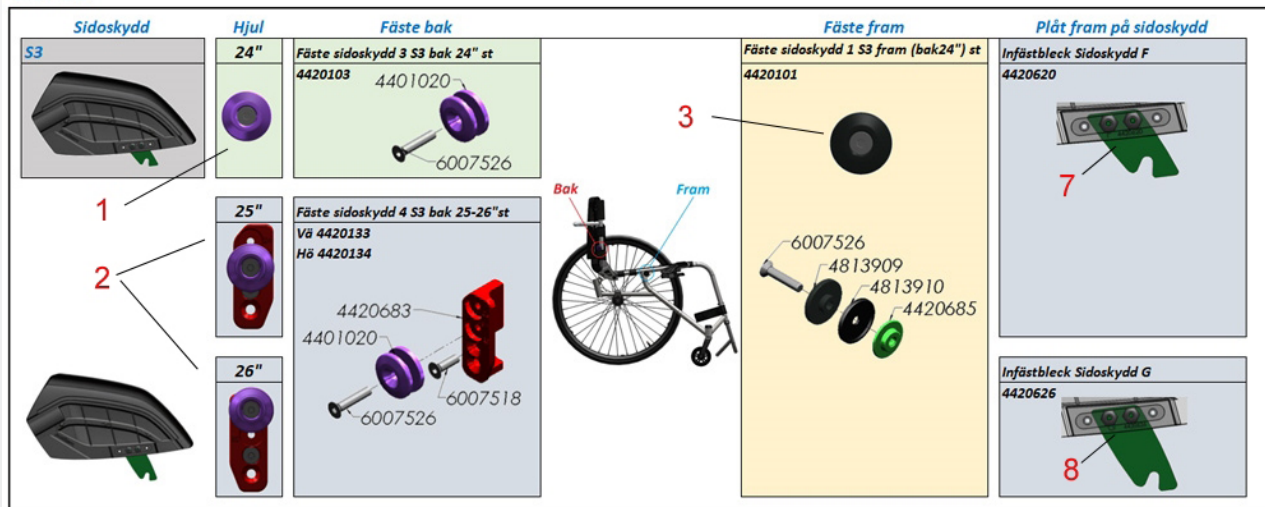 Sidoskydd
Hjul
Fäste bak
Fäste fram
Plåt fram på sidoskydd
S3
24"
Fäste sidoskydd 3 S3 bak 24" st
4420103
4401020
6007526
1
Fäste sidoskydd 1 S3 fram (bak24") st
4420101
3
Infästbleck Sidoskydd F
4420620
7
2
25"
Fäste sidoskydd 4 S3 bak 25-26"st
Vä 4420133
Hö 4420134
4420683
4401020
6007518
6007526
Bak
Fram
6007526
4813909
4813910
4420685
26"
Infästbleck Sidoskydd G
4420626
8